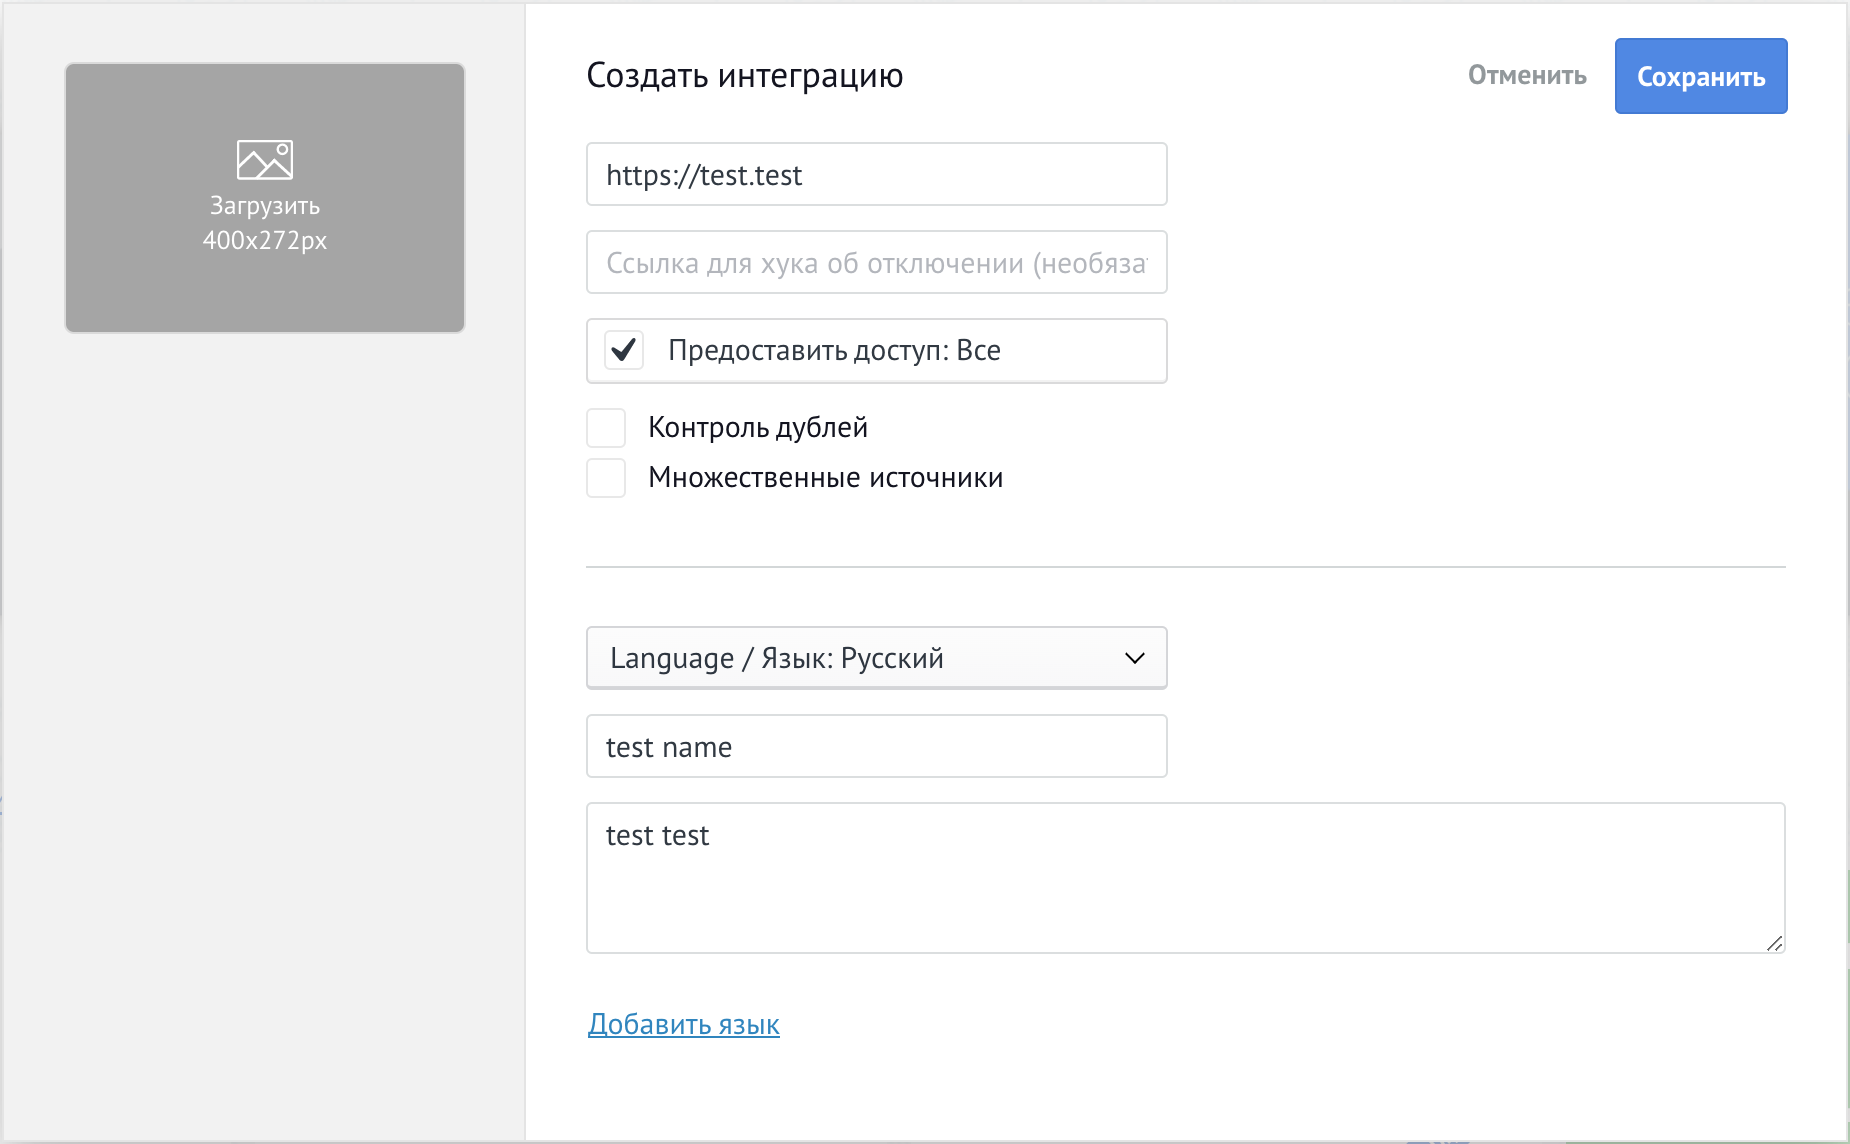 Загрузить
400x272px
Создать интеграцию
Отменить
Сохранить
https://test.test
Ссылка для хука об отключении (необяза
Предоставить доступ: Все
Контроль дублей
Множественные источники
Language / Язык: Русский
test name
test test
Добавить язык